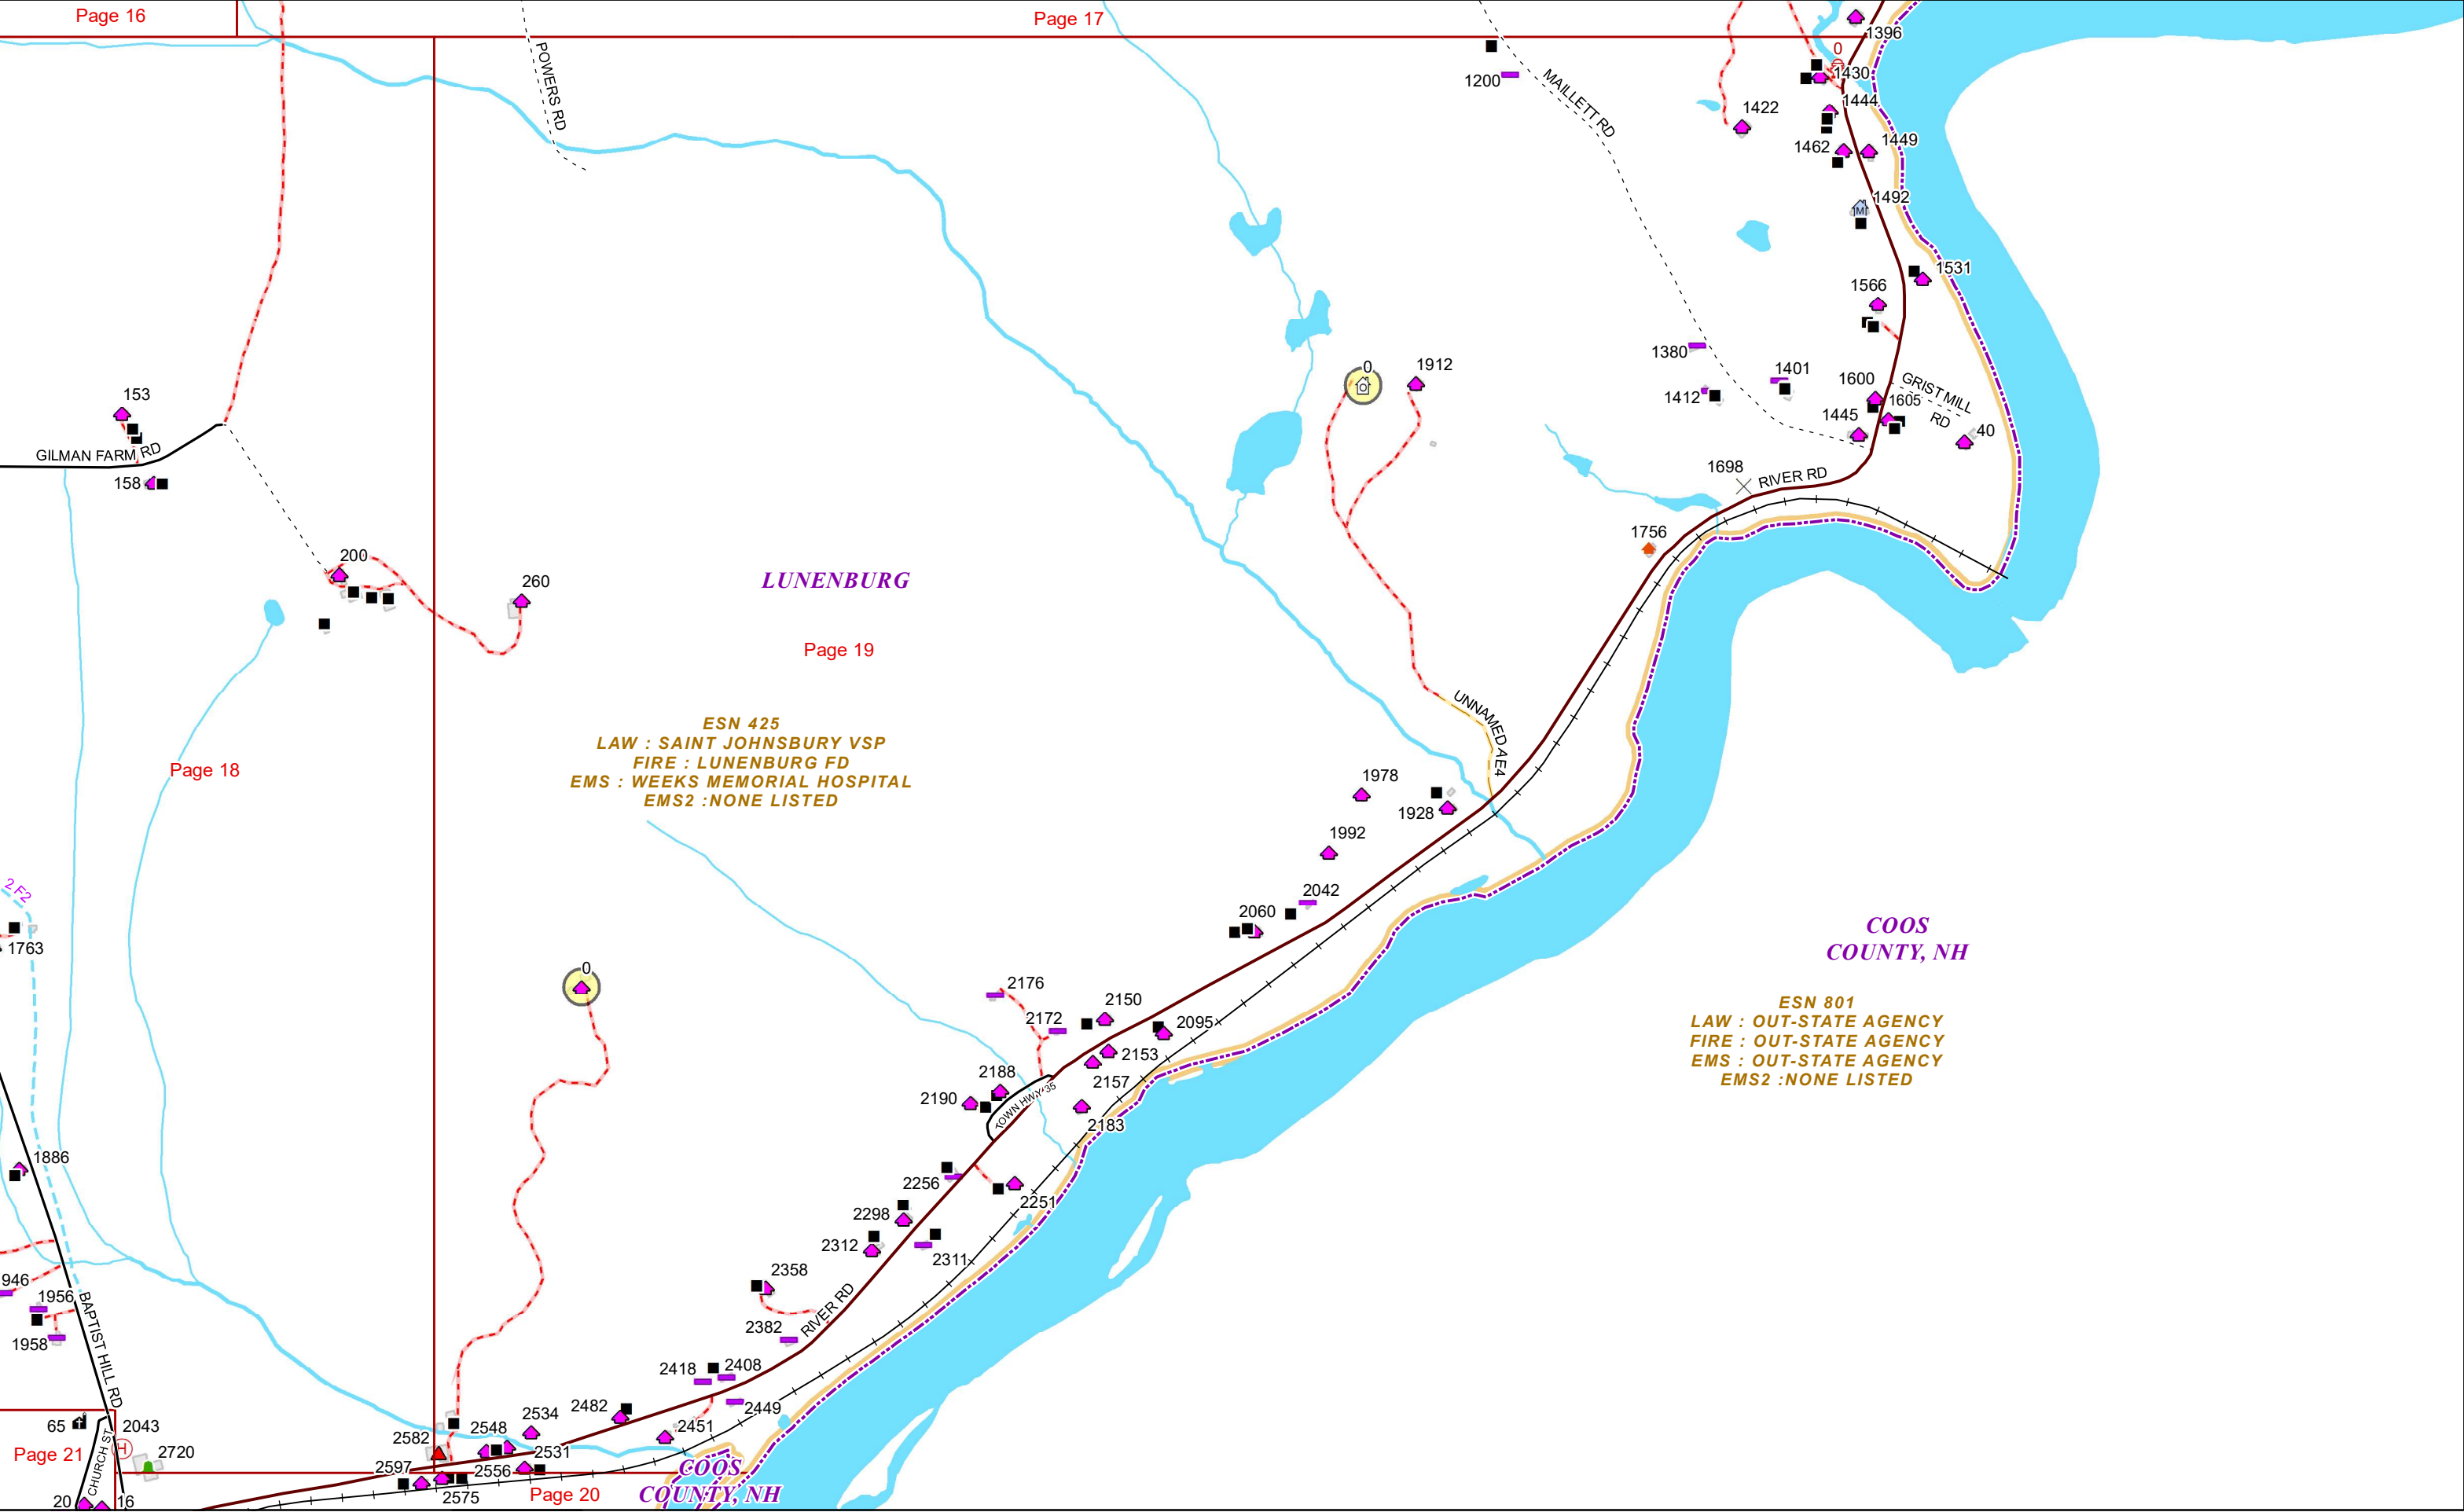 Page 16
Page 17
1396
0
1430
POWERS RD
1200
MAILLETT RD
1422
1444
1462
1449
1492
M
1531
1566
1380
1401
1412
0
1912
1600
GRIST MILL
RD
1605
1445
40
153
GILMAN FARM RD
158
1698
RIVER RD
1756
200
260
LUNENBURG
Page 19
ESN 425
LAW : SAINT JOHNSBURY VSP
FIRE : LUNENBURG FD
EMS : WEEKS MEMORIAL HOSPITAL
EMS2 :NONE LISTED
Page 18
UNNAMED AE4
1978
1928
1992
2 F2
1763
2042
2060
COOS
COUNTY, NH
ESN 801
LAW : OUT-STATE AGENCY
FIRE : OUT-STATE AGENCY
EMS : OUT-STATE AGENCY
EMS2 :NONE LISTED
0
2176
2150
2172
2095
2153
2188
2157
2190
TOWN HWY 35
2183
1886
2256
2251
2298
2312
2311
946
2358
1956
BAPTIST HILL RD
RIVER RD
2382
1958
2418
2408
2482
2449
65
2043
2534
2451
H
2582
2548
Page 21
CHURCH ST
2720
2531
2597
2556
COOS
COUNTY, NH
2575
Page 20
20
16